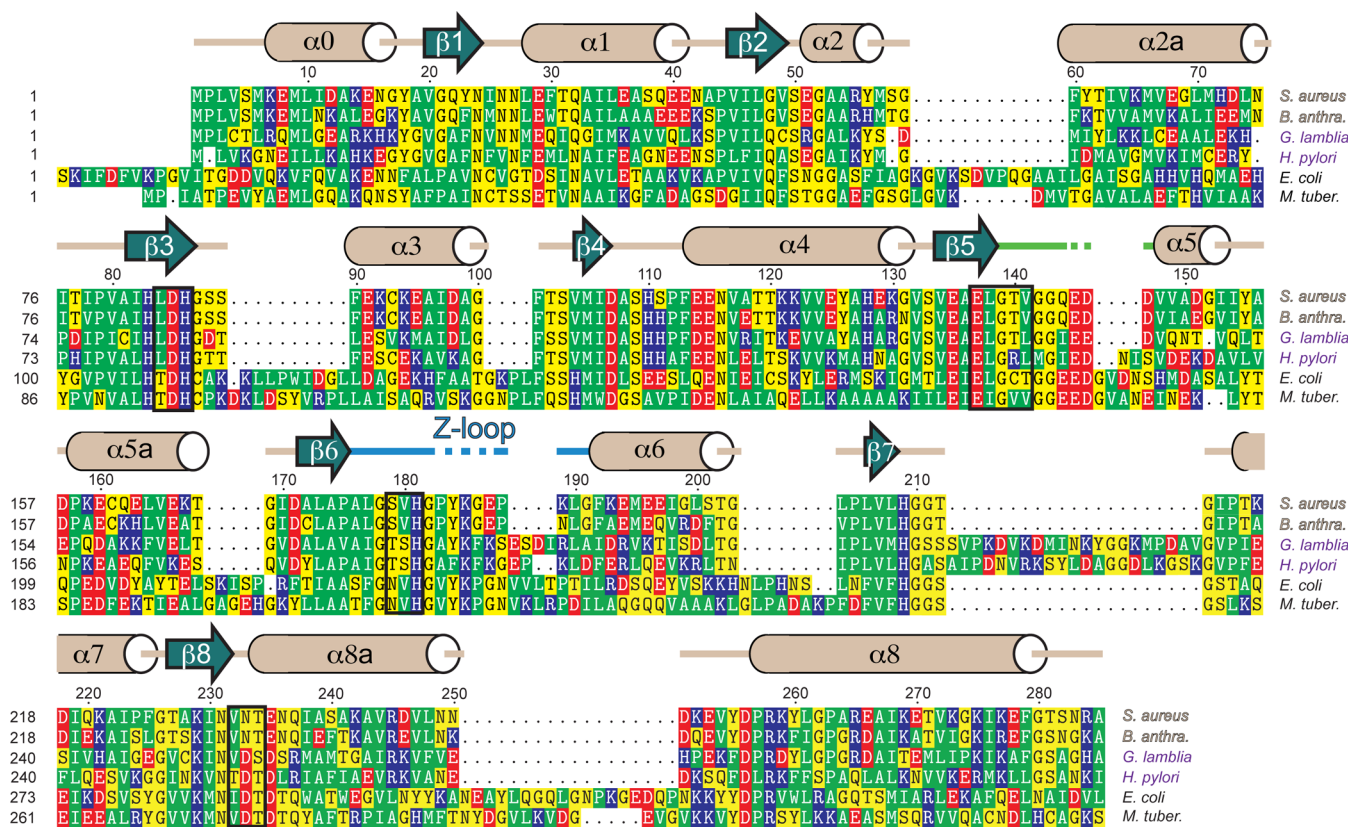 α0 β1 α1 β2 α2 α2a
10 20 30 40 50 60 70
1 MPLVSMKEMLIDAKENGYAVGQYNINNLEFTQAILEASQEENAPVILGVSEGAARYMSG.............FYTIVKMVEGLMHDLN S. aureus
1 MPLVSMKEMLNKALEGKYAVGQFNMNNLEWTQAILAAAEEEKSPVILGVSEGAARHMTG.............FKTVVAMVKALIEEMN B. anthra.
1 MPLCTLRQMLGEARKHKYGVGAFNVNNMEQIQGIMKAVVQLKSPVILQCSRGALKYS.D.............MIYLKKLCEAALEKH. G. lamblia
1 M.LVKGNEILLKAHKEGYGVGAFNFVNFEMLNAIFEAGNEENSPLFIQASEGAIKYM.G.............IDMAVGMVKIMCERY. H. pylori
1 SKIFDFVKPGVITGDDVQKVFQVAKENNFALPAVNCVGTDSINAVLETAAKVKAPVIVQFSNGGASFIAGKGVKSDVPQGAAILGAISGAHHVHQMAEH E. coli
1 MP.IATPEVYAEMLGQAKQNSYAFPAINCTSSETVNAAIKGFADAGSDGIIQFSTGGAEFGSGLGVK......DMVTGAVALAEFTHVIAAK M. tuber.
β3 α3 β4 α4 β5 α5
80 90 100 110 120 130 140 150
76 ITIPVAIHLDHGSS..........FEKCKEAIDAG....FTSVMIDASHSPFEENVATTKKVVEYAHEKGVSVEAELGTVGGQED....DVVADGIIYA S. aureus
76 ITVPVAIHLDHGSS..........FEKCKEAIDAG....FTSVMIDASHHPFEENVETTKKVVEYAHARNVSVEAELGTVGGQED....DVIAEGVIYA B. anthra.
74 PDIPICIHLDHGDT..........LESVKMAIDLG....FSSVMIDASHHPFEENVRITKEVVAYAHARGVSVEAELGTLGGIEE....DVQNT.VQLT G. lamblia
73 PHIPVALHLDHGTT..........FESCEKAVKAG....FTSVMIDASHHAFEENLELTSKVVKMAHNAGVSVEAELGRLMGIED..NISVDEKDAVLV H. pylori
100 YGVPVILHTDHCAK.KLLPWIDGLLDAGEKHFAATGKPLFSSHMIDLSEESLQENIEICSKYLERMSKIGMTLEIELGCTGGEEDGVDNSHMDASALYT E. coli
86 YPVNVALHTDHCPKDKLDSYVRPLLAISAQRVSKGGNPLFQSHMWDGSAVPIDENLAIAQELLKAAAAAKIILEIEIGVVGGEEDGVANEINEK..LYT M. tuber.
α5a β6 Z-loop α6 β7
160 170 180 190 200 210
157 DPKECQELVEKT.....GIDALAPALGSVHGPYKGEP....KLGFKEMEEIGLSTG........LPLVLHGGT.....................GIPTK S. aureus
157 DPAECKHLVEAT.....GIDCLAPALGSVHGPYKGEP....NLGFAEMEQVRDFTG........VPLVLHGGT.....................GIPTA B. anthra.
154 EPQDAKKFVELT.....GVDALAVAIGTSHGAYKFKSESDIRLAIDRVKTISDLTG........IPLVMHGSSSVPKDVKDMINKYGGKMPDAVGVPIE G. lamblia
156 NPKEAEQFVKES.....QVDYLAPAIGTSHGAFKFKGEP.KLDFERLQEVKRLTN........IPLVLHGASAIPDNVRKSYLDAGGDLKGSKGVPFE H. pylori
199 QPEDVDYAYTELSKISP.RFTIAASFGNVHGVYKPGNVVLTPTILRDSQEYVSKKHNLPHNS..LNFVFHGGS.....................GSTAQ E. coli
183 SPEDFEKTIEALGAGEHGKYLLAATFGNVHGVYKPGNVKLRPDILAQGQQVAAAKLGLPADAKPFDFVFHGGS.....................GSLKS M. tuber.
α7 β8 α8a α8
220 230 240 250 260 270 280
218 DIQKAIPFGTAKINVNTENQIASAKAVRDVLNN..................DKEVYDPRKYLGPAREAIKETVKGKIKEFGTSNRA S. aureus
218 DIEKAISLGTSKINVNTENQIEFTKAVREVLNK..................DQEVYDPRKFIGPGRDAIKATVIGKIREFGSNGKA B. anthra.
240 SIVHAIGEGVCKINVDSDSRMAMTGAIRKVFVE..................HPEKFDPRDYLGPGRDAITEMLIPKIKAFGSAGHA G. lamblia
240 FLQESVKGGINKVNTDTDLRIAFIAEVRKVANE..................DKSQFDLRKFFSPAQLALKNVVKERMKLLGSANKI H. pylori
273 EIKDSVSYGVVKMNIDTDTQWATWEGVLNYYKANEAYLQGQLGNPKGEDQPNKKYYDPRVWLRAGQTSMIARLEKAFQELNAIDVL E. coli
261 EIEEALRYGVVKMNVDTDTQYAFTRPIAGHMFTNYDGVLKVDG.....EVGVKKVYDPRSYLKKAEASMSQRVVQACNDLHCAGKS M. tuber.